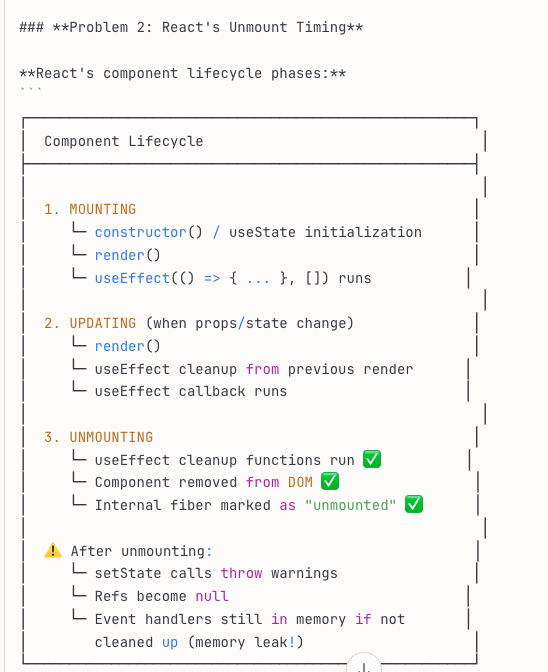 ### **Problem 2: React's Unmount Timing**
**React's component lifecycle phases:**
```
Component Lifecycle
1. MOUNTING
└─ constructor() / useState initialization
└─ render()
└─ useEffect(() => { ... }, []) runs
2. UPDATING (when props/state change)
└─ render()
└─ useEffect cleanup from previous render
└─ useEffect callback runs
3. UNMOUNTING
└─ useEffect cleanup functions run ✅
└─ Component removed from DOM ✅
└─ Internal fiber marked as "unmounted" ✅
⚠️ After unmounting:
└─ setState calls throw warnings
└─ Refs become null
└─ Event handlers still in memory if not
cleaned up (memory leak!)